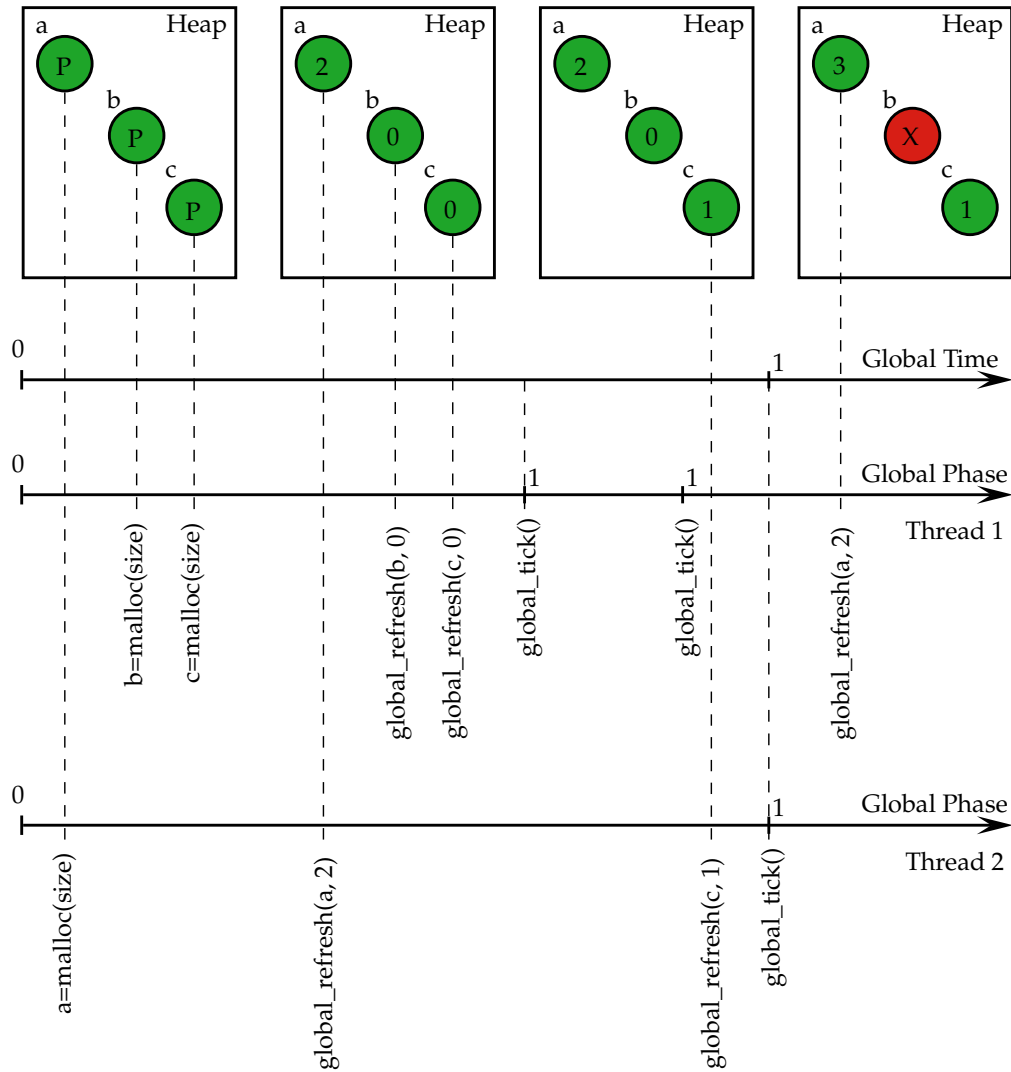 a Heap
P
b
P
c
P
a Heap
2
b
0
c
0
a Heap
2
b
0
c
1
a Heap
3
b
X
c
1
0
1
Global Time
0
1
1
Global Phase
Thread 1
b=malloc(size)
c=malloc(size)
global_refresh(b, 0)
global_refresh(c, 0)
global_tick()
global_tick()
global_refresh(a, 2)
0
1
Global Phase
Thread 2
a=malloc(size)
global_refresh(a, 2)
global_refresh(c, 1)
global_tick()